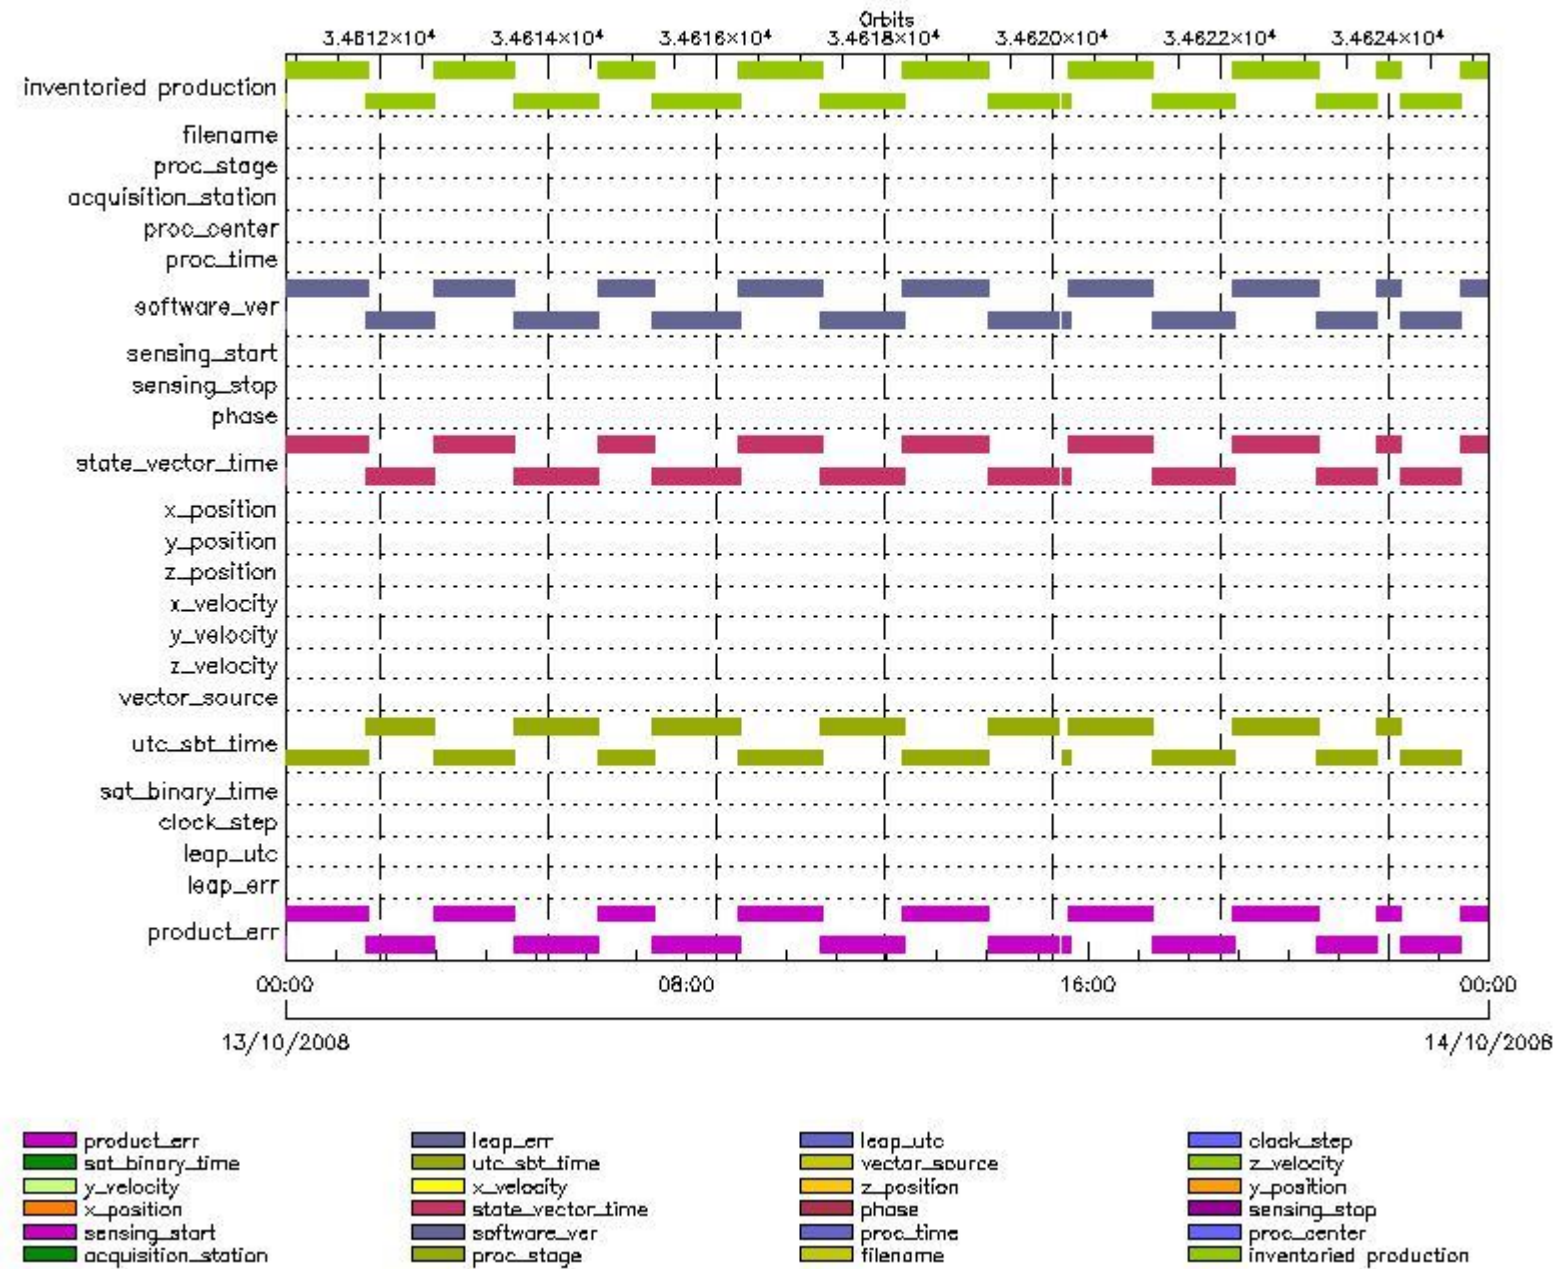 Orbits
3.4612×10⁴ 3.4614×10⁴ 3.4616×10⁴ 3.4618×10⁴ 3.4620×10⁴ 3.4622×10⁴ 3.4624×10⁴
inventoried production
filename
proc_stage
acquisition_station
proc_center
proc_time
software_ver
sensing_start
sensing_stop
phase
state_vector_time
x_position
y_position
z_position
x_velocity
y_velocity
z_velocity
vector_source
utc_sbt_time
sat_binary_time
clock_step
leap_utc
leap_err
product_err
00:00 08:00 16:00 00:00
13/10/2008 14/10/2008
product_err leap_err leap_utc clock_step
sat_binary_time utc_sbt_time vector_source z_velocity
y_velocity x_velocity z_position y_position
x_position state_vector_time phase sensing_stop
sensing_start software_ver proc_time proc_center
acquisition_station proc_stage filename inventoried production